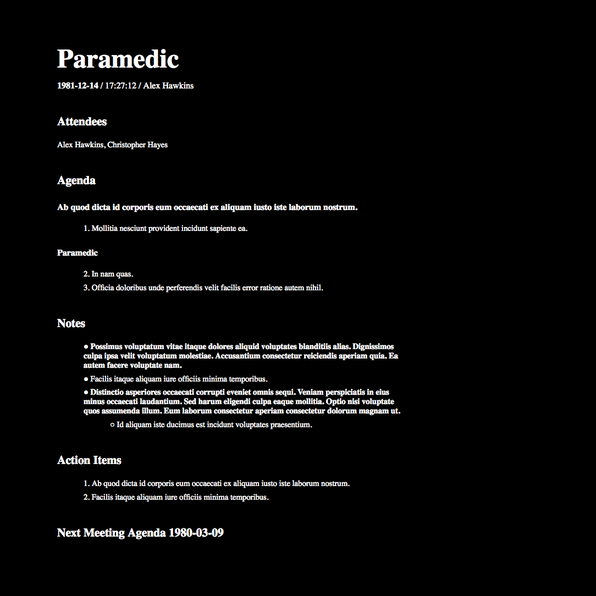 Paramedic
1981-12-14 / 17:27:12 / Alex Hawkins
Attendees
Alex Hawkins, Christopher Hayes
Agenda
Ab quod dicta id corporis eum occaecati ex aliquam iusto iste laborum nostrum.
1. Mollitia nesciunt provident incidunt sapiente ea.
Paramedic
2. In nam quas.
3. Officia doloribus unde perferendis velit facilis error ratione autem nihil.
Notes
● Possimus voluptatum vitae itaque dolores aliquid voluptates blanditiis alias. Dignissimos
culpa ipsa velit voluptatum molestiae. Accusantium consectetur reiciendis aperiam quia. Ea
autem facere voluptate nam.
● Facilis itaque aliquam iure officiis minima temporibus.
● Distinctio asperiores occaecati corrupti eveniet omnis sequi. Veniam perspiciatis in eius
minus occaecati laudantium. Sed harum eligendi culpa eaque mollitia. Optio nisi voluptate
quos assumenda illum. Eum laborum consectetur aperiam consectetur dolorum magnam ut.
○ Id aliquam iste ducimus est incidunt voluptates praesentium.
Action Items
1. Ab quod dicta id corporis eum occaecati ex aliquam iusto iste laborum nostrum.
2. Facilis itaque aliquam iure officiis minima temporibus.
Next Meeting Agenda 1980-03-09